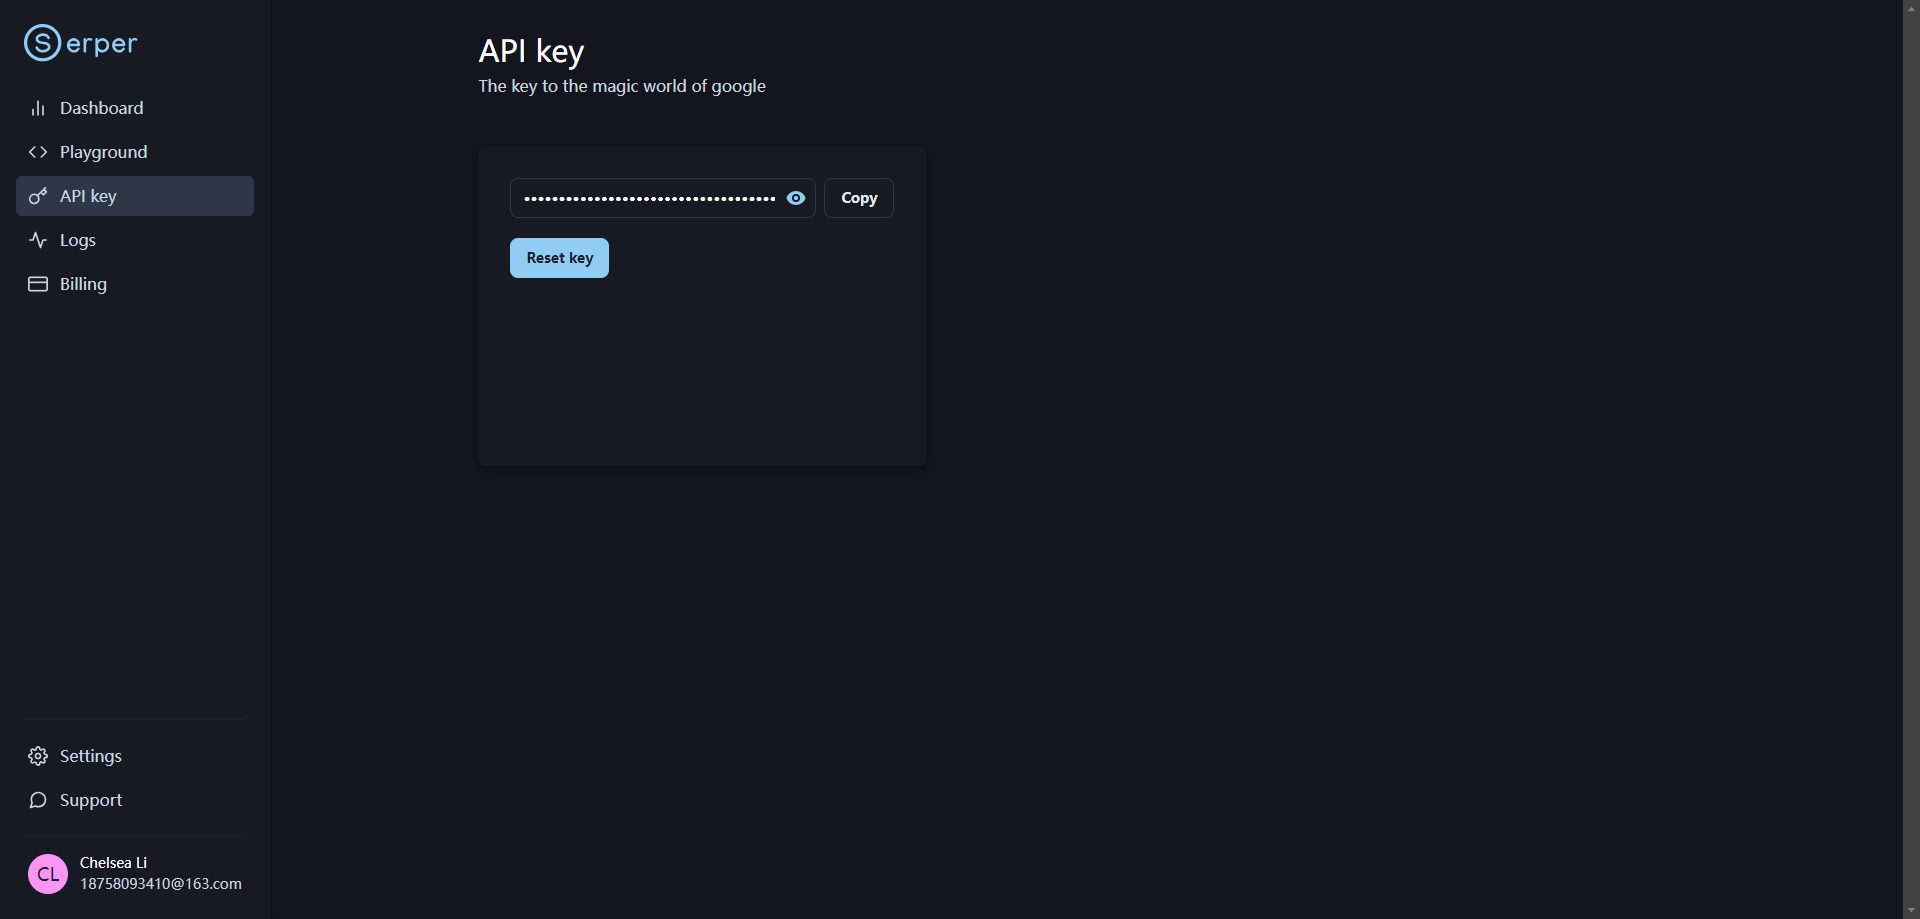 Serper
Dashboard
Playground
API key
Logs
Billing
Settings
Support
CL
Chelsea Li
18758093410@163.com
API key
The key to the magic world of google
••••••••••••••••••••••••••••••••••••
Copy
Reset key